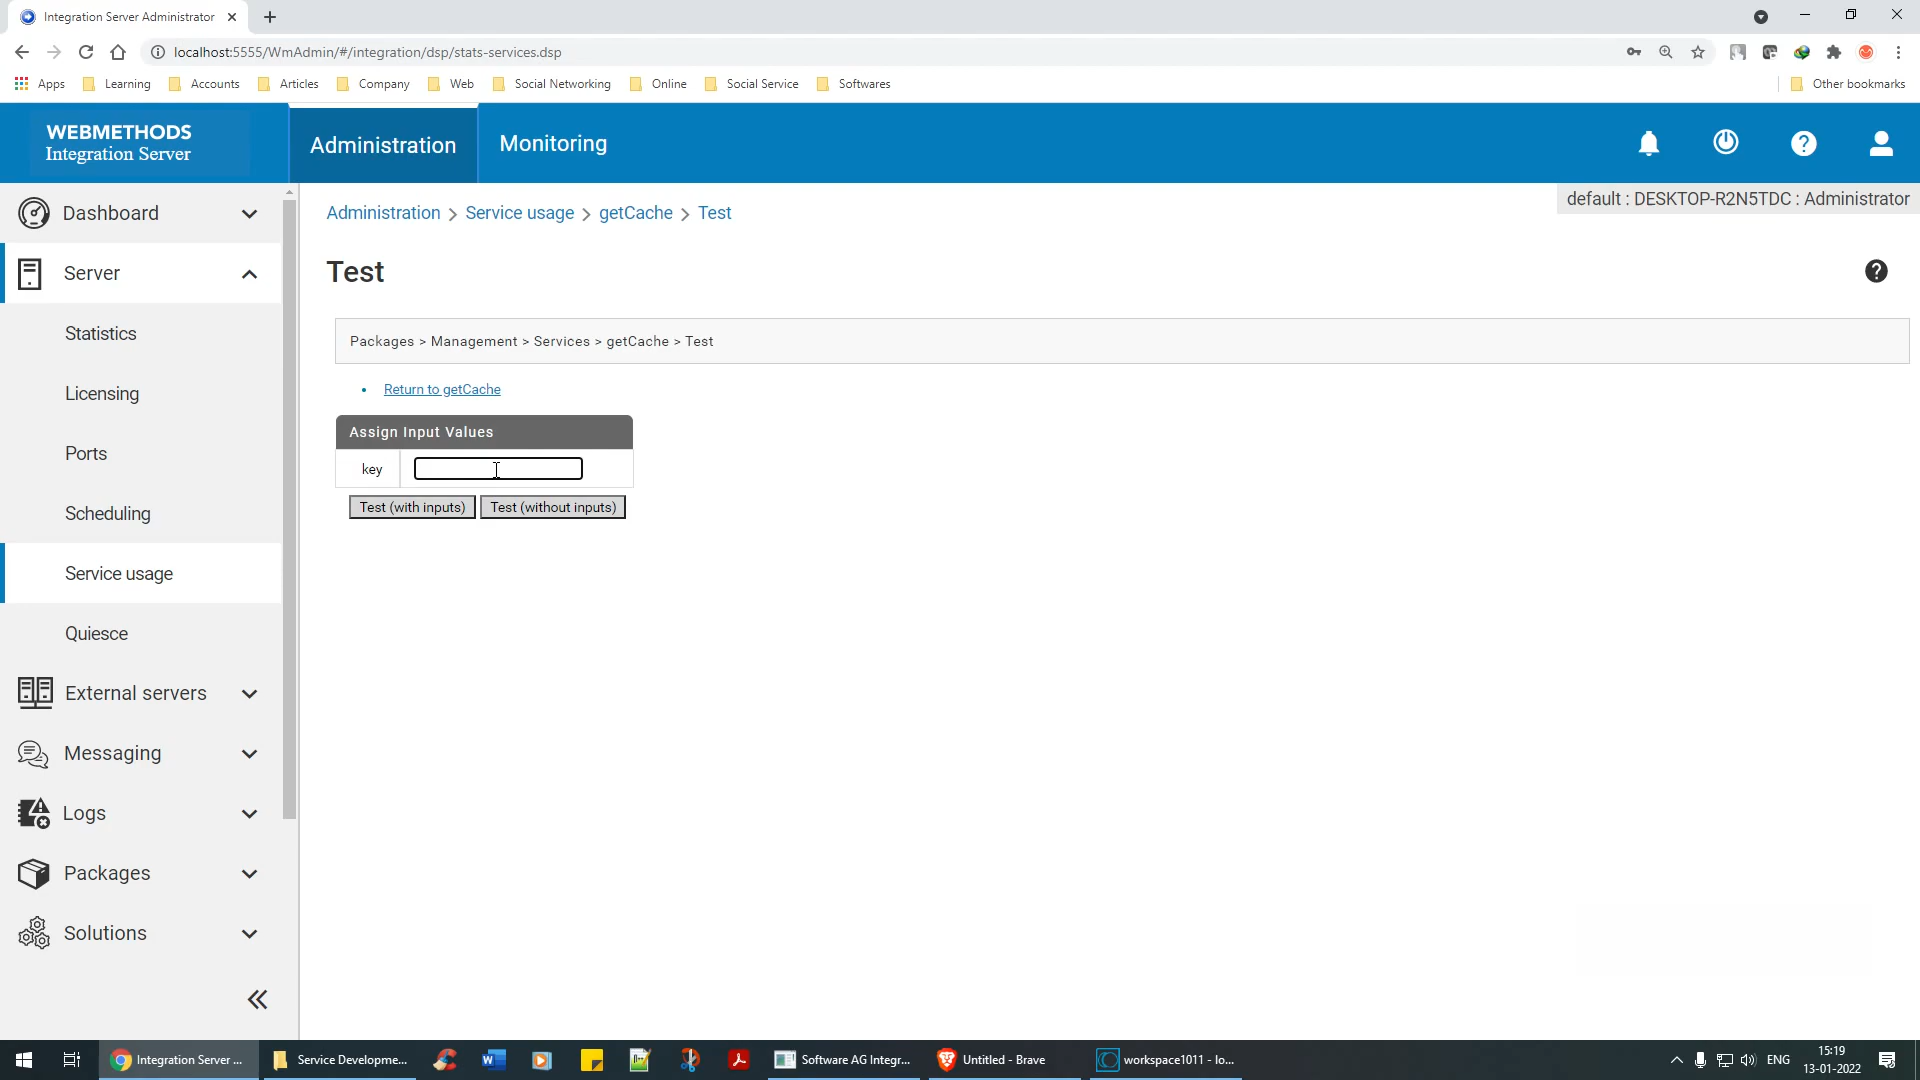 Integration Server Administrator
localhost:5555/WmAdmin/#/integration/dsp/stats-services.dsp
Apps Learning Accounts Articles Company Web Social Networking Online Social Service Softwares Other bookmarks
WEBMETHODS
Integration Server
Administration
Monitoring
default : DESKTOP-R2N5TDC : Administrator
Dashboard
Server
Statistics
Licensing
Ports
Scheduling
Service usage
Quiesce
External servers
Messaging
Logs
Packages
Solutions
Administration > Service usage > getCache > Test
Test
Packages > Management > Services > getCache > Test
• Return to getCache
Assign Input Values
key
Test (with inputs) Test (without inputs)
Integration Server ...
Service Developme...
Software AG Integr...
Untitled - Brave
workspace1011 - Io...
ENG
15:19
13-01-2022